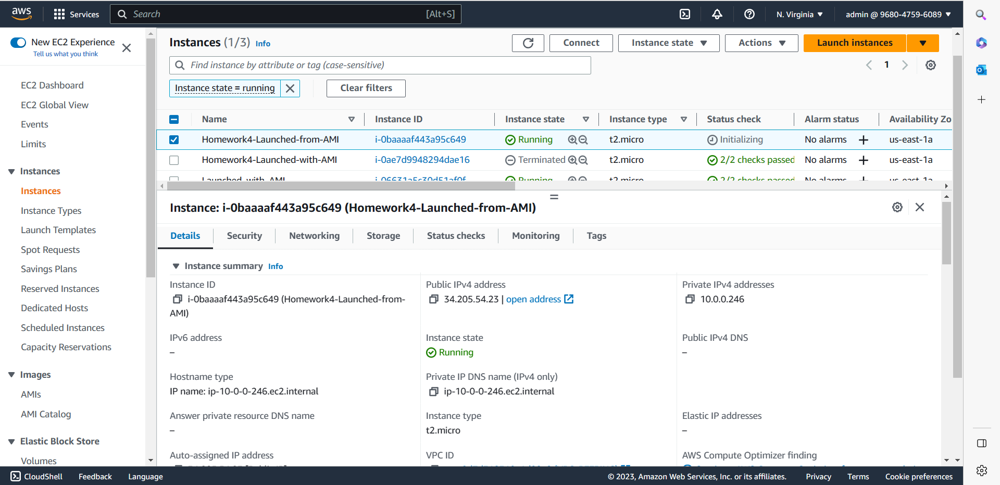 aws
Services
Search
[Alt+S]
N. Virginia
admin @ 9680-4759-6089
New EC2 Experience
Tell us what you think
EC2 Dashboard
EC2 Global View
Events
Limits
Instances
Instances
Instance Types
Launch Templates
Spot Requests
Savings Plans
Reserved Instances
Dedicated Hosts
Scheduled Instances
Capacity Reservations
Images
AMIs
AMI Catalog
Elastic Block Store
Volumes
Instances (1/3) Info
Connect
Instance state
Actions
Launch instances
Find instance by attribute or tag (case-sensitive)
1
Instance state = running
Clear filters
Name Instance ID Instance state Instance type Status check Alarm status Availability Zo
Homework4-Launched-from-AMI i-0baaaaf443a95c649 Running t2.micro Initializing No alarms us-east-1a
Homework4-Launched-with-AMI i-0ae7d9948294dae16 Terminated t2.micro 2/2 checks passed No alarms us-east-1a
Launched_with_AMI i-06631a5c30d51af0f Running t2.micro 2/2 checks passed No alarms us-east-1a
Instance: i-0baaaaf443a95c649 (Homework4-Launched-from-AMI)
Details Security Networking Storage Status checks Monitoring Tags
Instance summary Info
Instance ID
i-0baaaaf443a95c649 (Homework4-Launched-from-
AMI)
Public IPv4 address
34.205.54.23 | open address
Private IPv4 addresses
10.0.0.246
IPv6 address
–
Instance state
Running
Public IPv4 DNS
–
Hostname type
IP name: ip-10-0-0-246.ec2.internal
Private IP DNS name (IPv4 only)
ip-10-0-0-246.ec2.internal
Answer private resource DNS name
–
Instance type
t2.micro
Elastic IP addresses
–
Auto-assigned IP address
VPC ID
AWS Compute Optimizer finding
CloudShell
Feedback
Language
© 2023, Amazon Web Services, Inc. or its affiliates.
Privacy
Terms
Cookie preferences